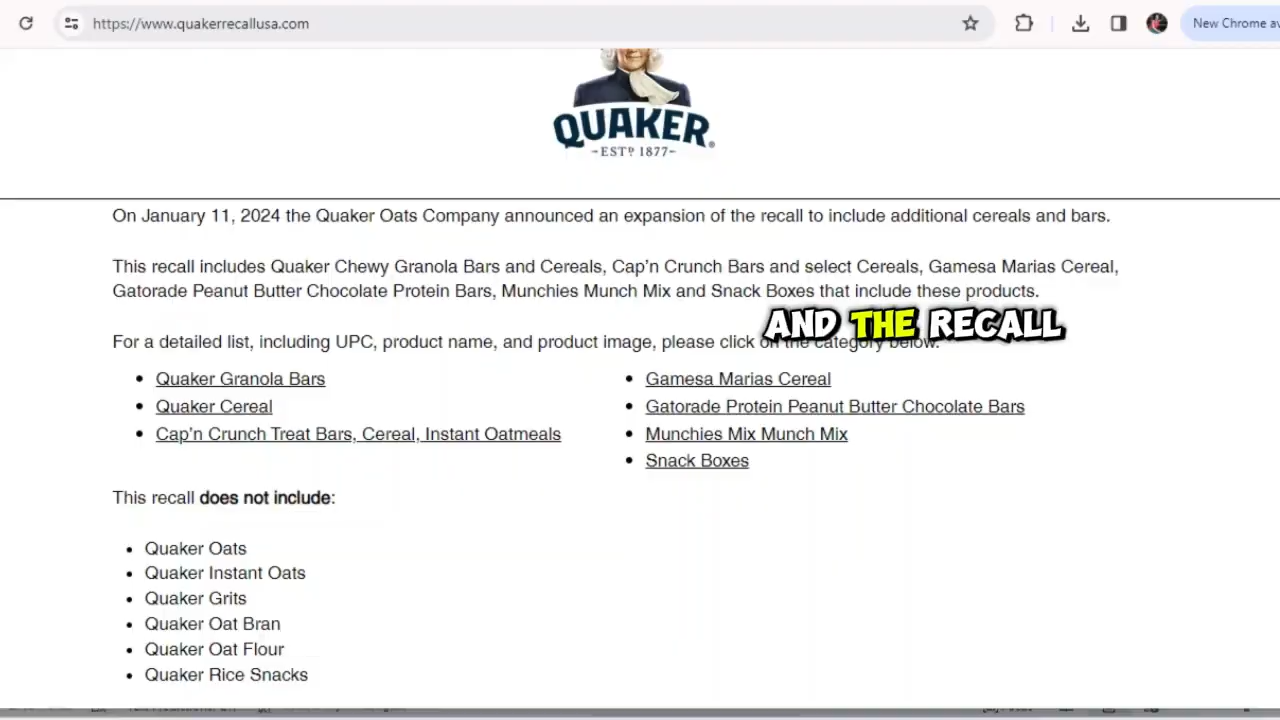 https://www.quakerrecallusa.com
New Chrome av
QUAKER
EST? 1877
On January 11, 2024 the Quaker Oats Company announced an expansion of the recall to include additional cereals and bars.
This recall includes Quaker Chewy Granola Bars and Cereals, Cap’n Crunch Bars and select Cereals, Gamesa Marias Cereal,
Gatorade Peanut Butter Chocolate Protein Bars, Munchies Munch Mix and Snack Boxes that include these products.
AND THE RECALL
For a detailed list, including UPC, product name, and product image, please click on the category below:
• Quaker Granola Bars
• Quaker Cereal
• Cap’n Crunch Treat Bars, Cereal, Instant Oatmeals
• Gamesa Marias Cereal
• Gatorade Protein Peanut Butter Chocolate Bars
• Munchies Mix Munch Mix
• Snack Boxes
This recall does not include:
• Quaker Oats
• Quaker Instant Oats
• Quaker Grits
• Quaker Oat Bran
• Quaker Oat Flour
• Quaker Rice Snacks